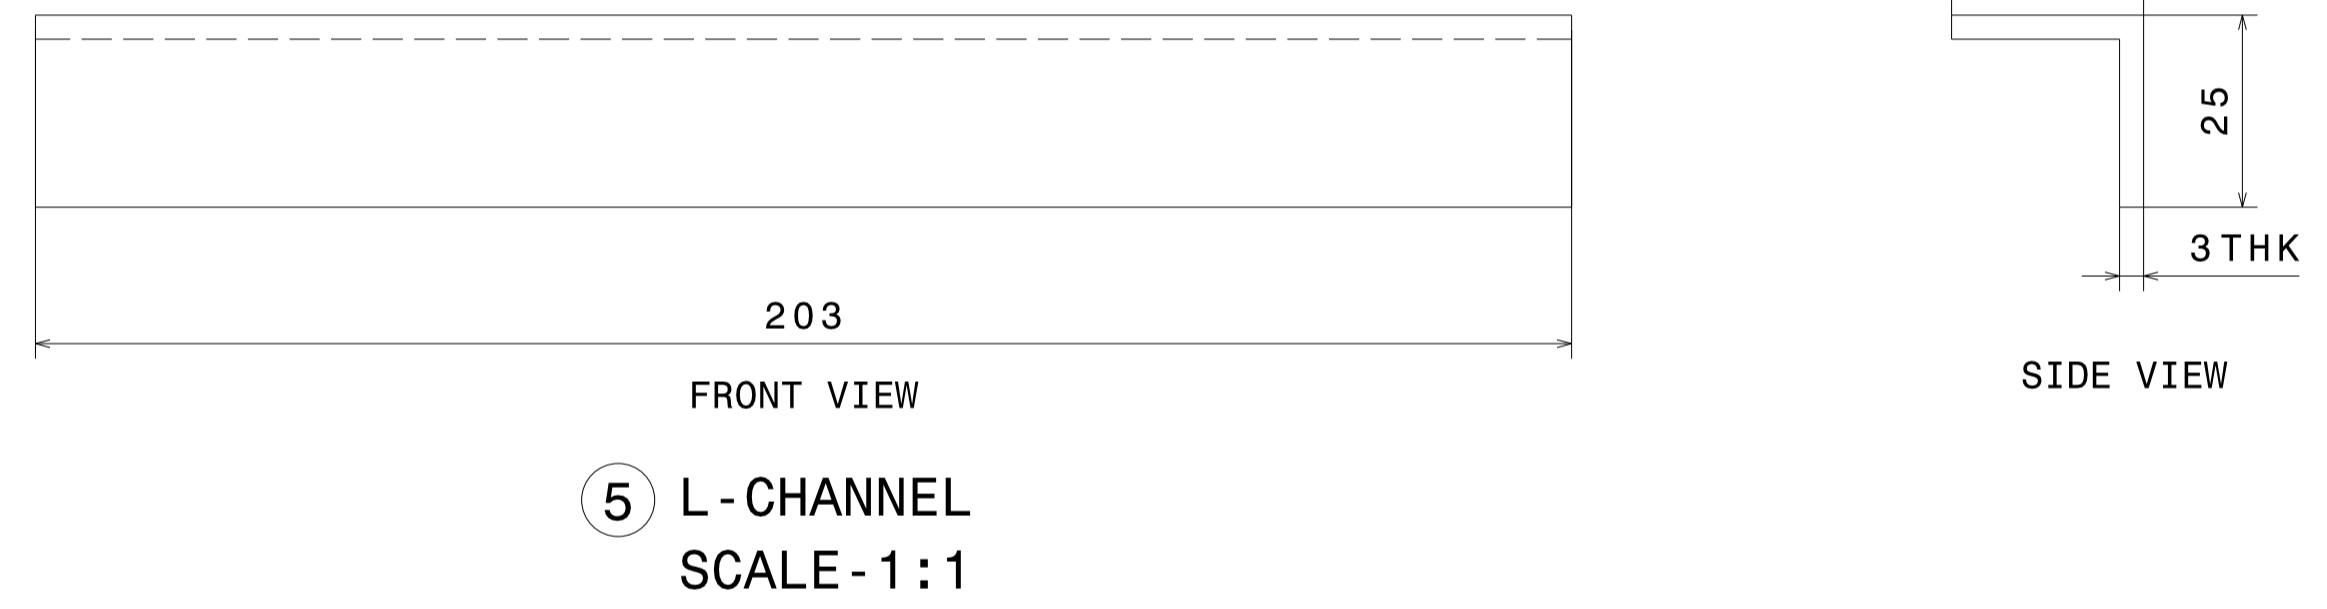 25
3THK
203
FRONT VIEW
SIDE VIEW
5 L-CHANNEL
SCALE-1:1